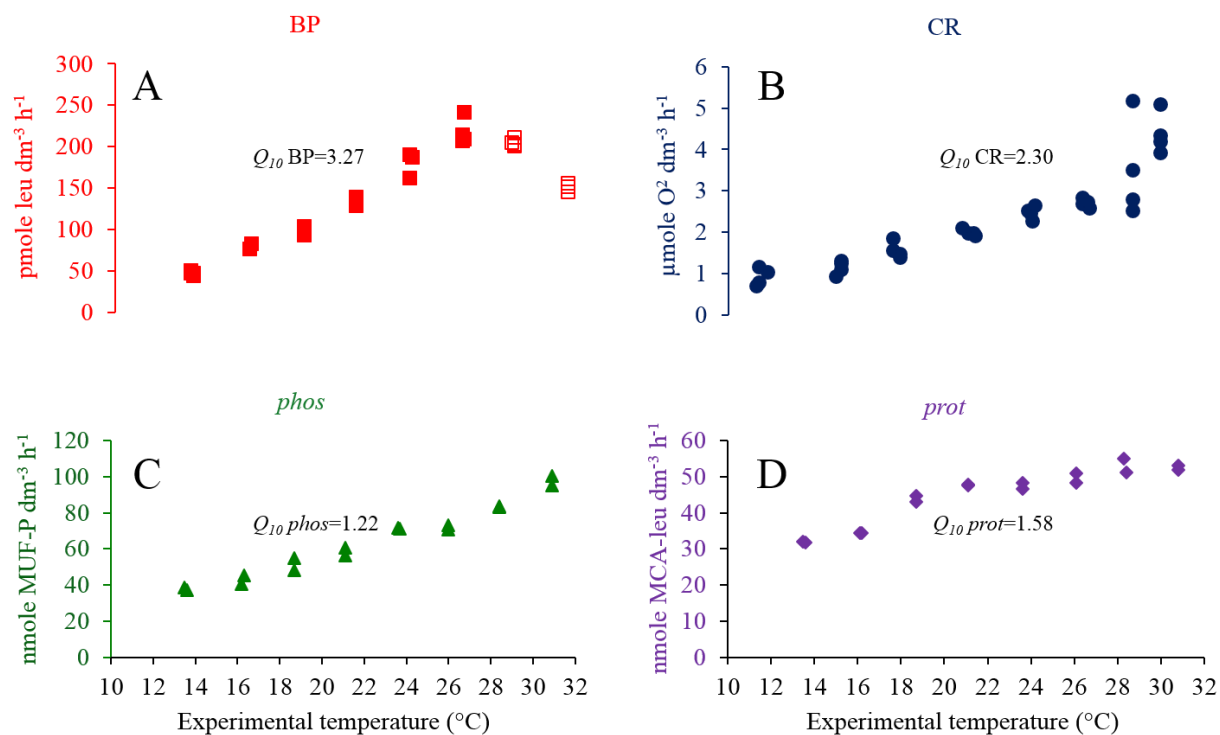 BP
A
300
250
200
150
100
50
0
pmole leu dm⁻³ h⁻¹
Q₁₀ BP=3.27
CR
B
6
5
4
3
2
1
0
µmole O² dm⁻³ h⁻¹
Q₁₀ CR=2.30
phos
C
120
100
80
60
40
20
0
nmole MUF-P dm⁻³ h⁻¹
Q₁₀ phos=1.22
10 12 14 16 18 20 22 24 26 28 30 32
Experimental temperature (°C)
prot
D
60
50
40
30
20
10
0
nmole MCA-leu dm⁻³ h⁻¹
Q₁₀ prot=1.58
10 12 14 16 18 20 22 24 26 28 30 32
Experimental temperature (°C)